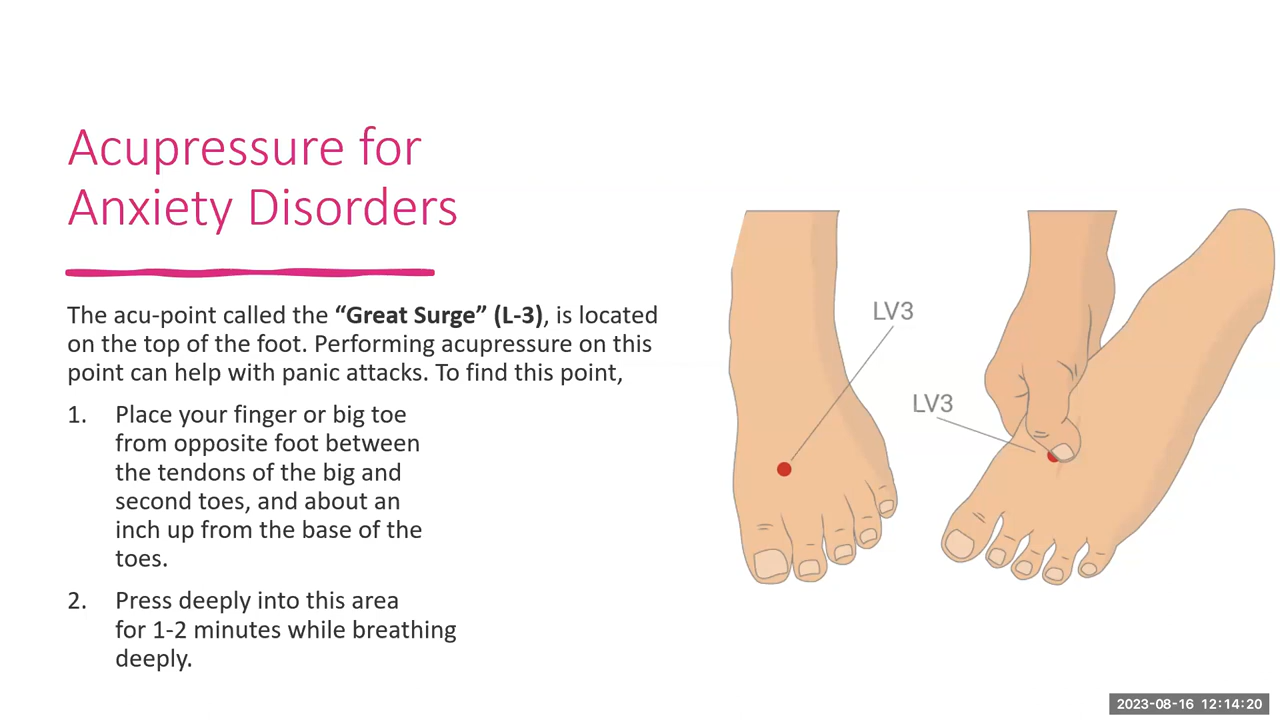 Acupressure for
Anxiety Disorders
The acu-point called the “Great Surge” (L-3), is located
on the top of the foot. Performing acupressure on this
point can help with panic attacks. To find this point,
1. Place your finger or big toe
from opposite foot between
the tendons of the big and
second toes, and about an
inch up from the base of the
toes.
2. Press deeply into this area
for 1-2 minutes while breathing
deeply.
LV3
LV3
2023-08-16 12:14:20